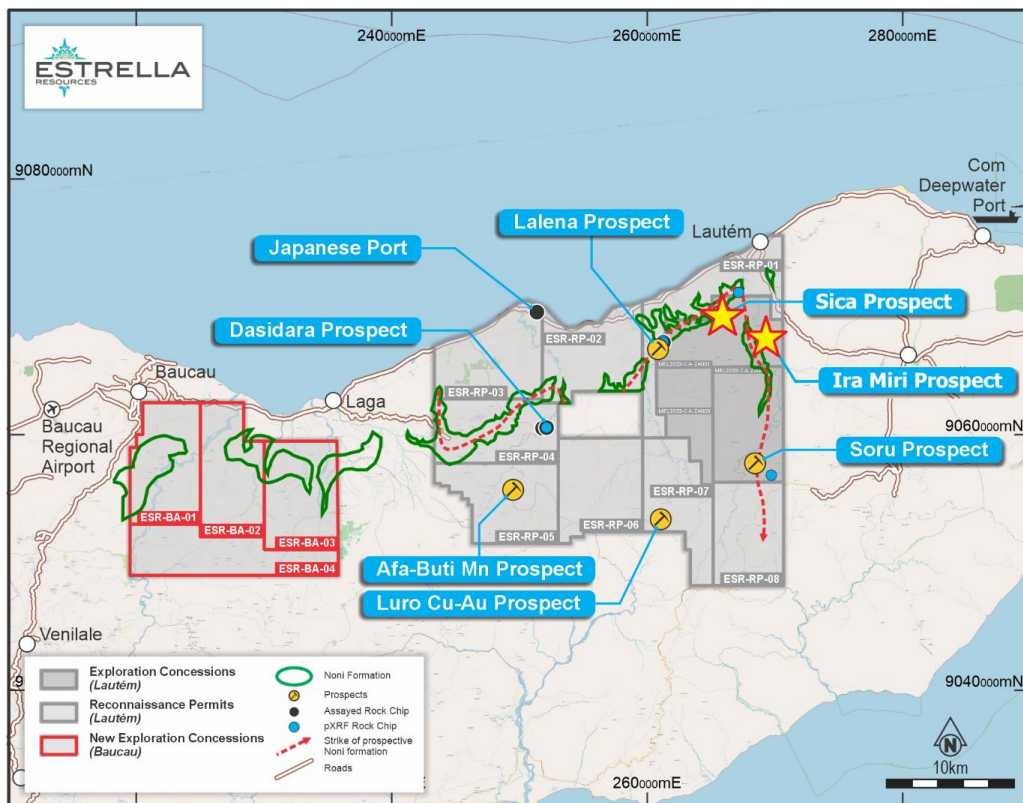 240000mE
260000mE
280000mE
ESTRELLA
RESOURCES
9080000mN
Com
Deepwater
Port
Lalena Prospect
Lautém
Japanese Port
ESR-RP-01
Sica Prospect
Dasidara Prospect
ESR-RP-02
Baucau
ESR-RP-03
Ira Miri Prospect
Laga
Baucau
Regional
Airport
9060000mN
Soru Prospect
ESR-RP-04
ESR-RP-07
ESR-BA-01
ESR-BA-02
ESR-RP-06
ESR-RP-05
ESR-BA-03
ESR-BA-04
Afa-Buti Mn Prospect
ESR-RP-08
Luro Cu-Au Prospect
Venilale
Exploration Concessions
(Lautém)
Reconnaissance Permits
(Lautém)
New Exploration Concessions
(Baucau)
Noni Formation
Prospects
Assayed Rock Chip
pXRF Rock Chip
Strike of prospective
Noni formation
Roads
9040000mN
N
10km
260000mE